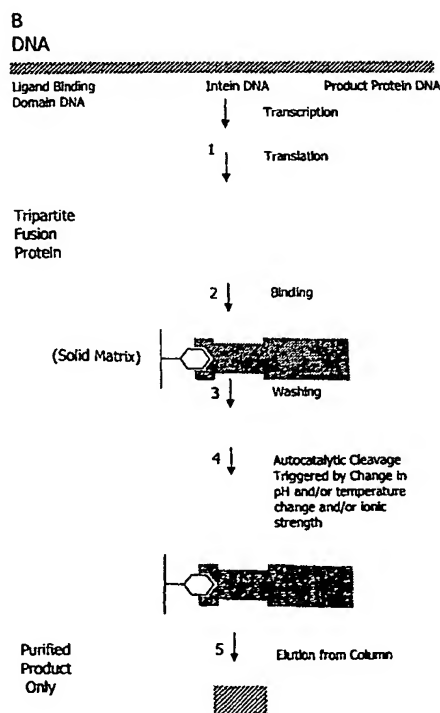 B
DNA
Ligand Binding
Domain DNA
Intein DNA
Product Protein DNA
Transcription
1
Translation
Tripartite
Fusion
Protein
2
Binding
(Solid Matrix)
3
Washing
4
Autocatalytic Cleavage
Triggered by Change in
pH and/or temperature
change and/or ionic
strength
Purified
Product
Only
5
Elution from Column